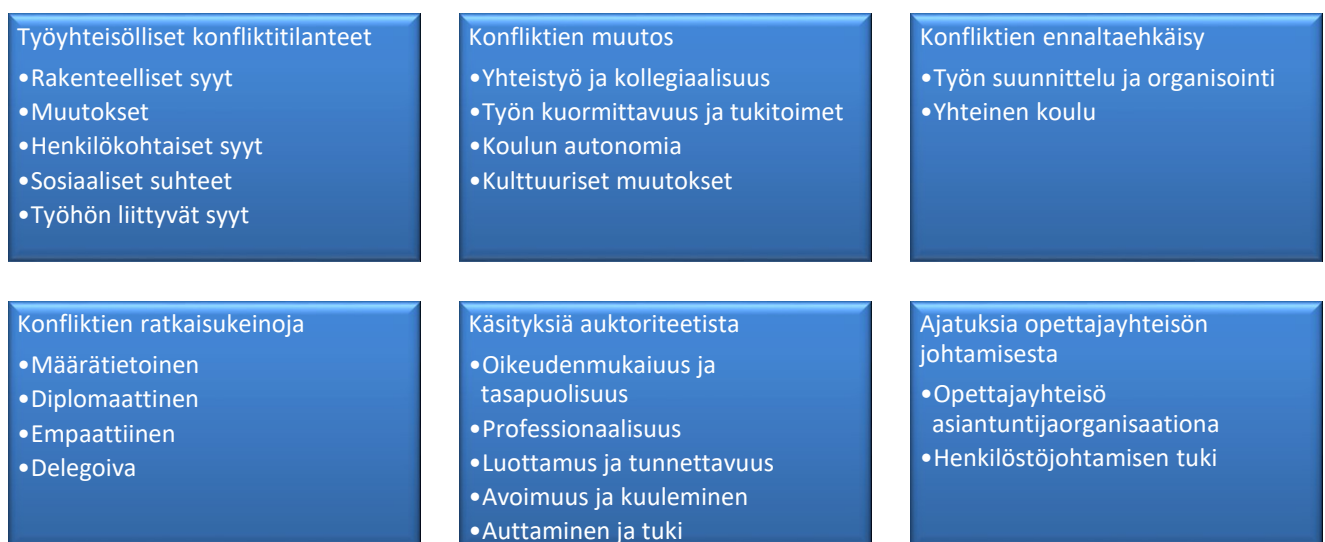 Työyhteisölliset konfliktitilanteet
•Rakenteelliset syyt
•Muutokset
•Henkilökohtaiset syyt
•Sosiaaliset suhteet
•Työhön liittyvät syyt
Konfliktien muutos
•Yhteistyö ja kollegiaalisuus
•Työn kuormittavuus ja tukitoimet
•Koulun autonomia
•Kulttuuriset muutokset
Konfliktien ennaltaehkäisy
•Työn suunnittelu ja organisointi
•Yhteinen koulu
Konfliktien ratkaisukeinoja
•Määrätietoinen
•Diplomaattinen
•Empaattiinen
•Delegoiva
Käsityksiä auktoriteetista
•Oikeudenmukaiuus ja
tasapuolisuus
•Professionaalisuus
•Luottamus ja tunnettavuus
•Avoimuus ja kuuleminen
•Auttaminen ja tuki
Ajatuksia opettajayhteisön
johtamisesta
•Opettajayhteisö
asiantuntijaorganisaationa
•Henkilöstöjohtamisen tuki